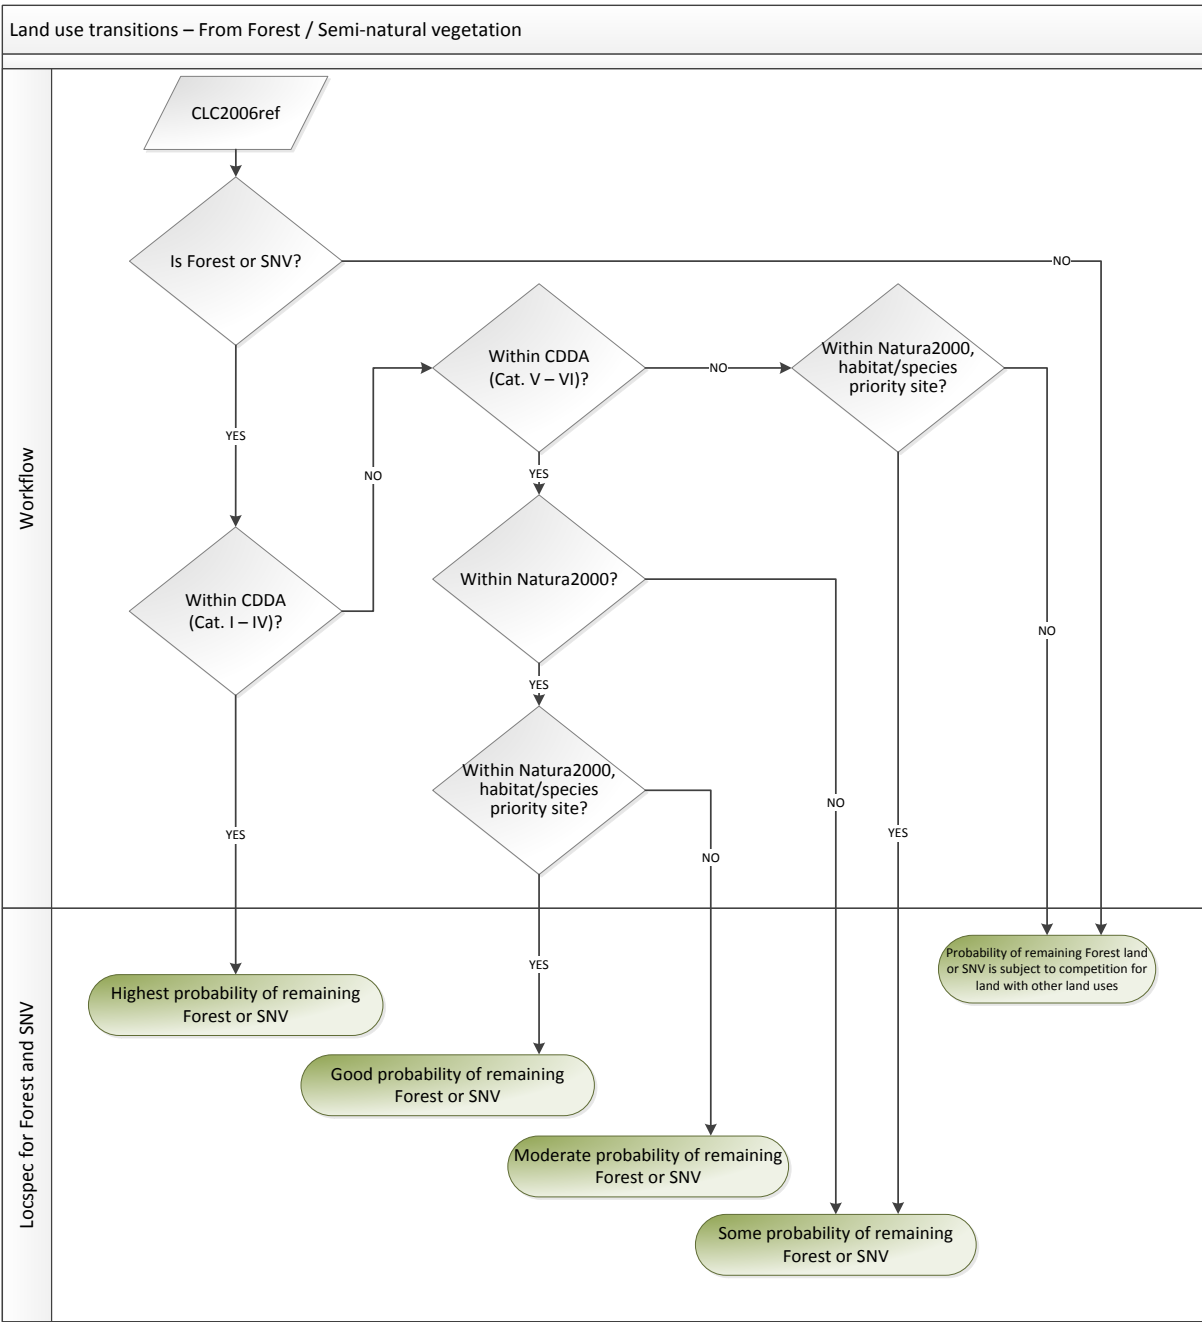 Land use transitions – From Forest / Semi-natural vegetation
Workflow
CLC2006ref
Is Forest or SNV?
NO
YES
Within CDDA
(Cat. V – VI)?
NO
Within Natura2000,
habitat/species
priority site?
YES
NO
NO
Within CDDA
(Cat. I – IV)?
Within Natura2000?
YES
NO
Within Natura2000,
habitat/species
priority site?
NO
YES
YES
NO
YES
Locspec for Forest and SNV
Probability of remaining Forest land
or SNV is subject to competition for
land with other land uses
Highest probability of remaining
Forest or SNV
Good probability of remaining
Forest or SNV
Moderate probability of remaining
Forest or SNV
Some probability of remaining
Forest or SNV